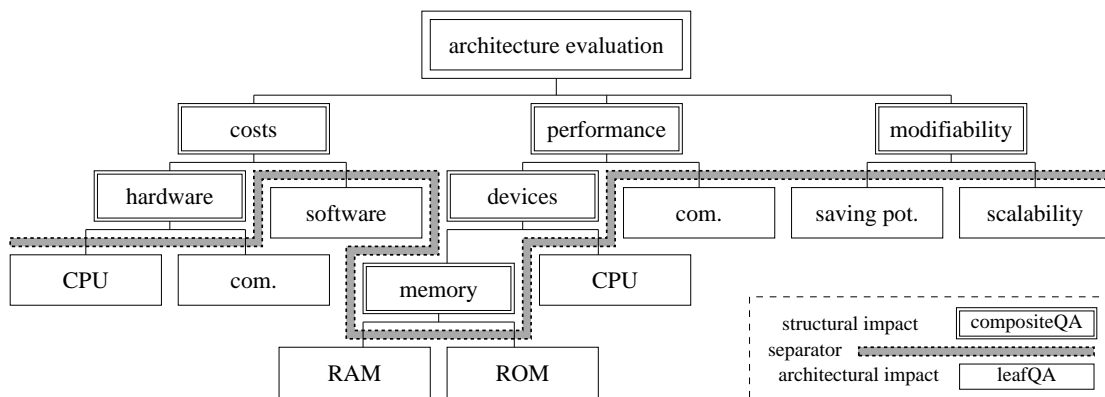 architecture evaluation
costs
performance
modifiability
hardware
devices
software
com.
saving pot.
scalability
CPU
com.
memory
CPU
RAM
ROM
structural impact
compositeQA
separator
architectural impact
leafQA